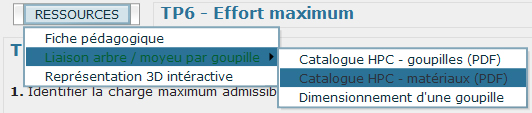 RESSOURCES
TP6 - Effort maximum
Fiche pédagogique
Liaison arbre / moyeu par goupille
Représentation 3D intéractive
Catalogue HPC - goupilles (PDF)
Catalogue HPC - matériaux (PDF)
Dimensionnement d'une goupille
T
1. Identifier la charge maximum admissib